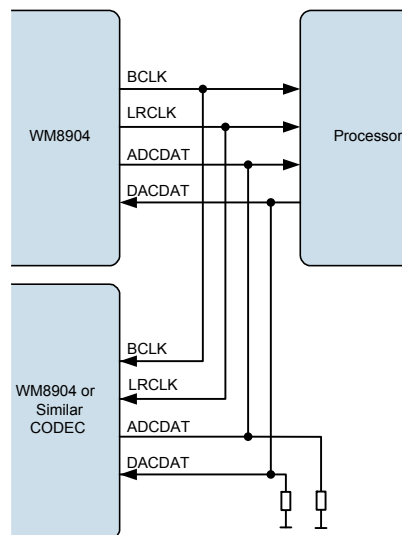 BCLK
LRCLK
WM8904
Processor
ADCDAT
DACDAT
BCLK
WM8904 or
Similar
CODEC
LRCLK
ADCDAT
DACDAT